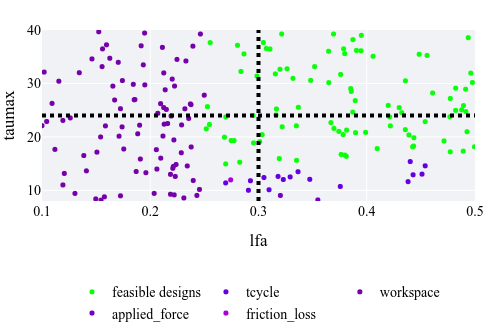 40
30
20
10
taumax
0.1 0.2 0.3 0.4 0.5
lfa
feasible designs tcycle workspace
applied_force friction_loss